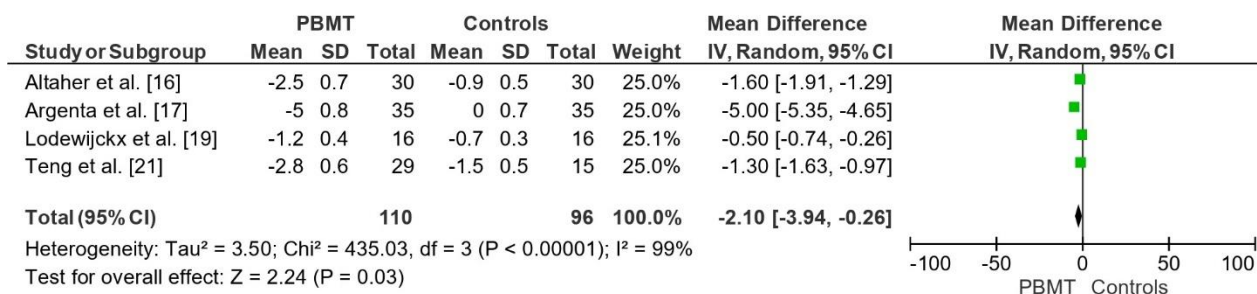 PBMT Controls Mean Difference Mean Difference
Study or Subgroup Mean SD Total Mean SD Total Weight IV, Random, 95% CI IV, Random, 95% CI
Altaher et al. [16] -2.5 0.7 30 -0.9 0.5 30 25.0% -1.60 [-1.91, -1.29]
Argenta et al. [17] -5 0.8 35 0 0.7 35 25.0% -5.00 [-5.35, -4.65]
Lodewijckx et al. [19] -1.2 0.4 16 -0.7 0.3 16 25.1% -0.50 [-0.74, -0.26]
Teng et al. [21] -2.8 0.6 29 -1.5 0.5 15 25.0% -1.30 [-1.63, -0.97]
Total (95% CI) 110 96 100.0% -2.10 [-3.94, -0.26]
Heterogeneity: Tau² = 3.50; Chi² = 435.03, df = 3 (P < 0.00001); I² = 99%
Test for overall effect: Z = 2.24 (P = 0.03)
-100 -50 0 50 100
PBMT Controls